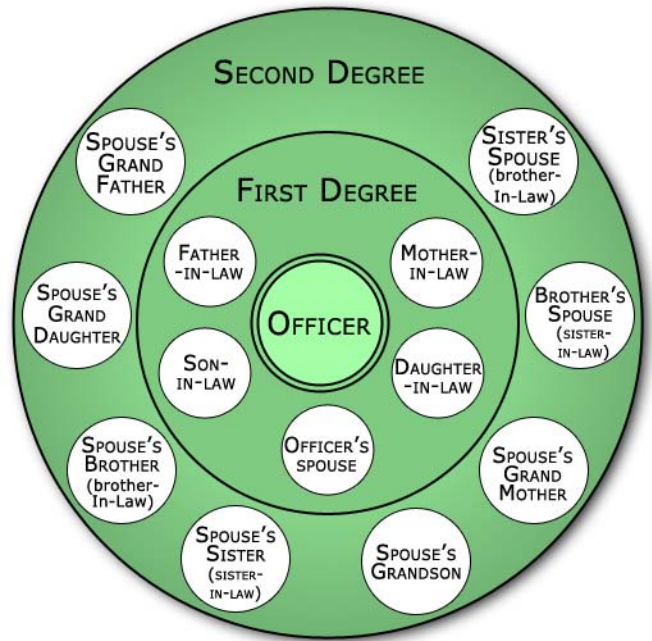 SECOND DEGREE
SPOUSE'S
GRAND
FATHER
SISTER'S
SPOUSE
(brother-
In-Law)
FIRST DEGREE
FATHER
-IN-LAW
MOTHER-
IN-LAW
SPOUSE'S
GRAND
DAUGHTER
OFFICER
BROTHER'S
SPOUSE
(SISTER-
IN-LAW)
SON-
IN-LAW
DAUGHTER
-IN-LAW
SPOUSE'S
BROTHER
(brother-
In-Law)
OFFICER'S
SPOUSE
SPOUSE'S
GRAND
MOTHER
SPOUSE'S
SISTER
(SISTER-
IN-LAW)
SPOUSE'S
GRANDSON